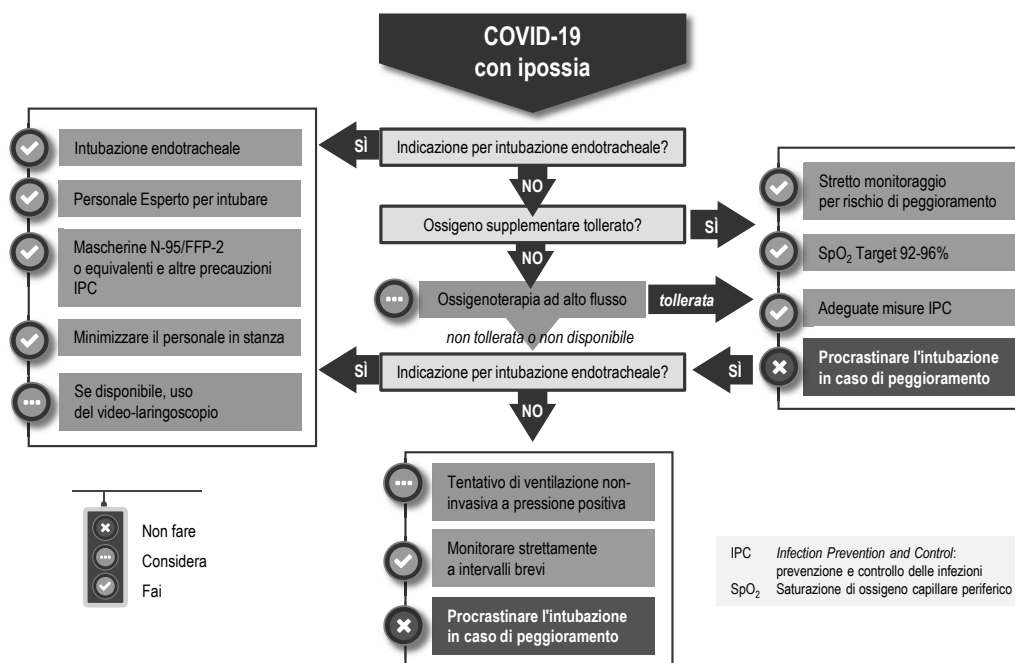 COVID-19
con ipossia
Indicazione per intubazione endotracheale?
SÌ
Intubazione endotracheale
Personale Esperto per intubare
Mascherine N-95/FFP-2
o equivalenti e altre precauzioni
IPC
Minimizzare il personale in stanza
Se disponibile, uso
del video-laringoscopio
NO
Ossigeno supplementare tollerato?
SÌ
Stretto monitoraggio
per rischio di peggioramento
SpO₂ Target 92-96%
Adeguate misure IPC
Procrastinare l'intubazione
in caso di peggioramento
NO
Ossigenoterapia ad alto flusso
tollerata
non tollerata o non disponibile
Indicazione per intubazione endotracheale?
SÌ
SÌ
NO
Tentativo di ventilazione non-
invasiva a pressione positiva
Monitorare strettamente
a intervalli brevi
Procrastinare l'intubazione
in caso di peggioramento
Non fare
Considera
Fai
IPC Infection Prevention and Control:
prevenzione e controllo delle infezioni
SpO₂ Saturazione di ossigeno capillare periferico